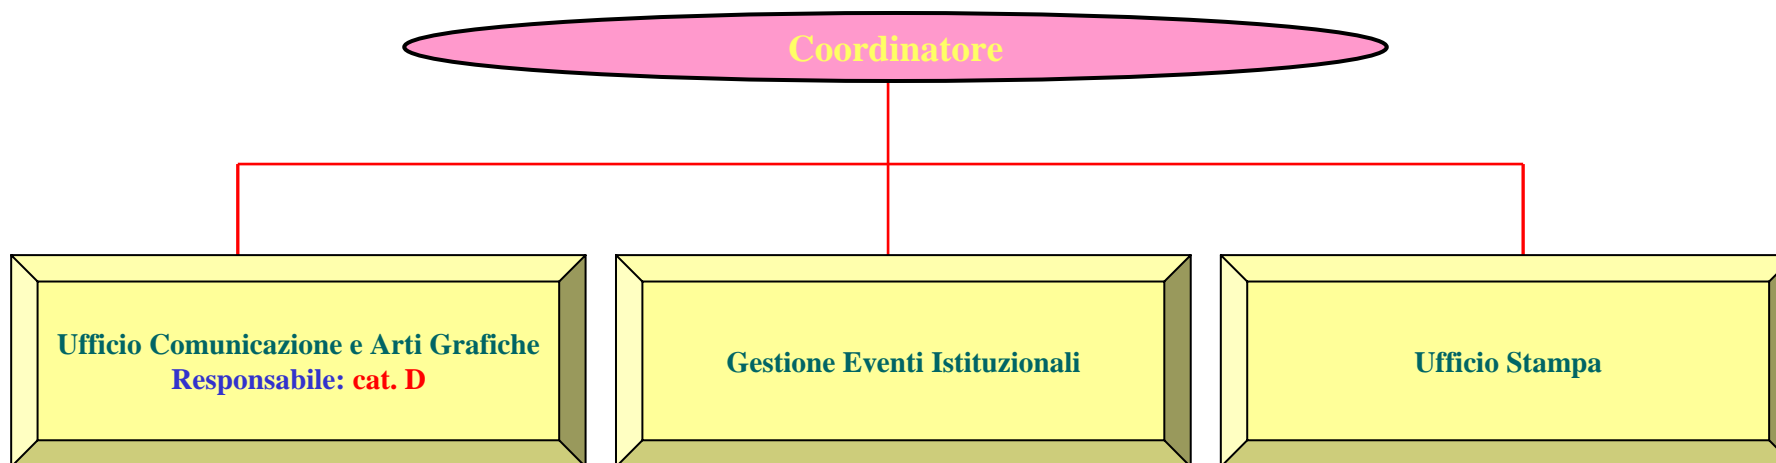 Coordinatore
Ufficio Comunicazione e Arti Grafiche
Responsabile: cat. D
Gestione Eventi Istituzionali
Ufficio Stampa